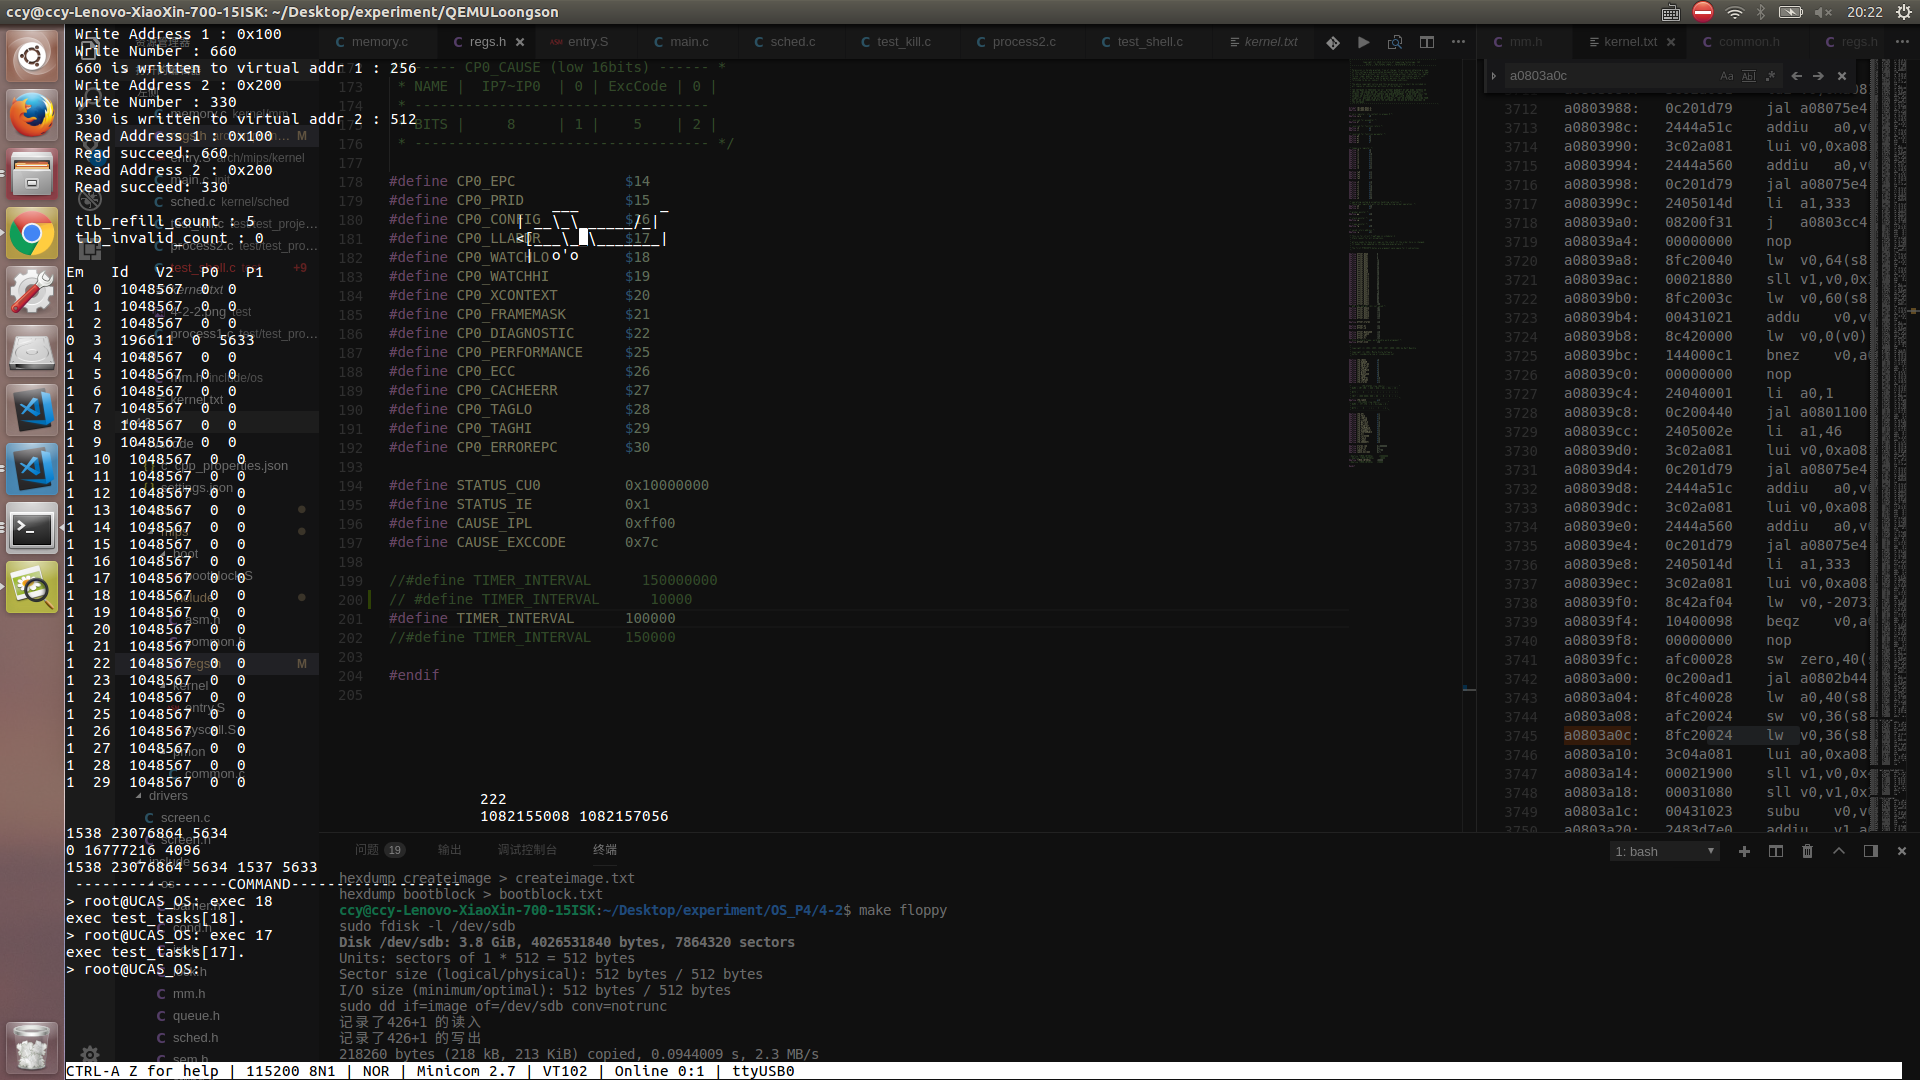 ccy@ccy-Lenovo-XiaoXin-700-15ISK: ~/Desktop/experiment/QEMULoongson
20:22
Write Address 1 : 0x100
Write Number : 660
660 is written to virtual addr 1 : 256
Write Address 2 : 0x200
Write Number : 330
330 is written to virtual addr 2 : 512
Read Address 1 : 0x100
Read succeed: 660
Read Address 2 : 0x200
Read succeed: 330
tlb_refill_count : 5
tlb_invalid_count : 0
Em Id V2 P0 P1
1 0 1048567 0 0
1 1 1048567 0 0
1 2 1048567 0 0
0 3 196611 0 5633
1 4 1048567 0 0
1 5 1048567 0 0
1 6 1048567 0 0
1 7 1048567 0 0
1 8 1048567 0 0
1 9 1048567 0 0
1 10 1048567 0 0
1 11 1048567 0 0
1 12 1048567 0 0
1 13 1048567 0 0
1 14 1048567 0 0
1 15 1048567 0 0
1 16 1048567 0 0
1 17 1048567 0 0
1 18 1048567 0 0
1 19 1048567 0 0
1 20 1048567 0 0
1 21 1048567 0 0
1 22 1048567 0 0
1 23 1048567 0 0
1 24 1048567 0 0
1 25 1048567 0 0
1 26 1048567 0 0
1 27 1048567 0 0
1 28 1048567 0 0
1 29 1048567 0 0
222
1082155008 1082157056
1538 23076864 5634
0 16777216 4096
1538 23076864 5634 1537 5633
------------------COMMAND--------------------
> root@UCAS_OS: exec 18
exec test_tasks[18].
> root@UCAS_OS: exec 17
exec test_tasks[17].
> root@UCAS_OS:
drivers
screen.c
mm.h
queue.h
sched.h
sem.h
memory.c regs.h entry.S main.c sched.c test_kill.c process2.c test_shell.c kernel.txt
------ CP0_CAUSE (low 16bits) ------ *
173 * NAME | IP7~IP0 | 0 | ExcCode | 0 |
174 * -----------------------------------
BITS | 8 | 1 | 5 | 2 |
176 * ----------------------------------- */
177
178 #define CP0_EPC $14
179 #define CP0_PRID $15
180 #define CP0_CONFIG $16
181 #define CP0_LLADDR $17
182 #define CP0_WATCHLO $18
183 #define CP0_WATCHHI $19
184 #define CP0_XCONTEXT $20
185 #define CP0_FRAMEMASK $21
186 #define CP0_DIAGNOSTIC $22
187 #define CP0_PERFORMANCE $25
188 #define CP0_ECC $26
189 #define CP0_CACHEERR $27
190 #define CP0_TAGLO $28
191 #define CP0_TAGHI $29
192 #define CP0_ERROREPC $30
193
194 #define STATUS_CU0 0x10000000
195 #define STATUS_IE 0x1
196 #define CAUSE_IPL 0xff00
197 #define CAUSE_EXCCODE 0x7c
198
199 //#define TIMER_INTERVAL 150000000
200 // #define TIMER_INTERVAL 10000
201 #define TIMER_INTERVAL 100000
202 //#define TIMER_INTERVAL 150000
203
204 #endif
205
mm.h kernel.txt common.h regs.h
a0803a0c
3712 a0803988: 0c201d79 jal a08075e4
3713 a080398c: 2444a51c addiu a0,v
3714 a0803990: 3c02a081 lui v0,0xa08
3715 a0803994: 2444a560 addiu a0,v
3716 a0803998: 0c201d79 jal a08075e4
3717 a080399c: 2405014d li a1,333
3718 a08039a0: 08200f31 j a0803cc4
3719 a08039a4: 00000000 nop
3720 a08039a8: 8fc20040 lw v0,64(s8
3721 a08039ac: 00021880 sll v1,v0,0x
3722 a08039b0: 8fc2003c lw v0,60(s8
3723 a08039b4: 00431021 addu v0,v
3724 a08039b8: 8c420000 lw v0,0(v0)
3725 a08039bc: 144000c1 bnez v0,a0
3726 a08039c0: 00000000 nop
3727 a08039c4: 24040001 li a0,1
3728 a08039c8: 0c200440 jal a0801100
3729 a08039cc: 2405002e li a1,46
3730 a08039d0: 3c02a081 lui v0,0xa08
3731 a08039d4: 0c201d79 jal a08075e4
3732 a08039d8: 2444a51c addiu a0,v
3733 a08039dc: 3c02a081 lui v0,0xa08
3734 a08039e0: 2444a560 addiu a0,v
3735 a08039e4: 0c201d79 jal a08075e4
3736 a08039e8: 2405014d li a1,333
3737 a08039ec: 3c02a081 lui v0,0xa08
3738 a08039f0: 8c42af04 lw v0,-2073
3739 a08039f4: 10400098 beqz v0,a
3740 a08039f8: 00000000 nop
3741 a08039fc: afc00028 sw zero,40(
3742 a0803a00: 0c200ad1 jal a0802b44
3743 a0803a04: 8fc40028 lw a0,40(s8
3744 a0803a08: afc20024 sw v0,36(s8
3745 a0803a0c: 8fc20024 lw v0,36(s8
3746 a0803a10: 3c04a081 lui a0,0xa08
3747 a0803a14: 00021900 sll v1,v0,0x
3748 a0803a18: 00031080 sll v0,v1,0x
3749 a0803a1c: 00431023 subu v0,v
3750 a0803a20: 2483d7e0 addiu v1,a
问题 19 输出 调试控制台 终端
1: bash
hexdump createimage > createimage.txt
hexdump bootblock > bootblock.txt
ccy@ccy-Lenovo-XiaoXin-700-15ISK:~/Desktop/experiment/OS_P4/4-2$ make floppy
sudo fdisk -l /dev/sdb
Disk /dev/sdb: 3.8 GiB, 4026531840 bytes, 7864320 sectors
Units: sectors of 1 * 512 = 512 bytes
Sector size (logical/physical): 512 bytes / 512 bytes
I/O size (minimum/optimal): 512 bytes / 512 bytes
sudo dd if=image of=/dev/sdb conv=notrunc
记录了426+1 的读入
记录了426+1 的写出
218260 bytes (218 kB, 213 KiB) copied, 0.0944009 s, 2.3 MB/s
CTRL-A Z for help | 115200 8N1 | NOR | Minicom 2.7 | VT102 | Online 0:1 | ttyUSB0